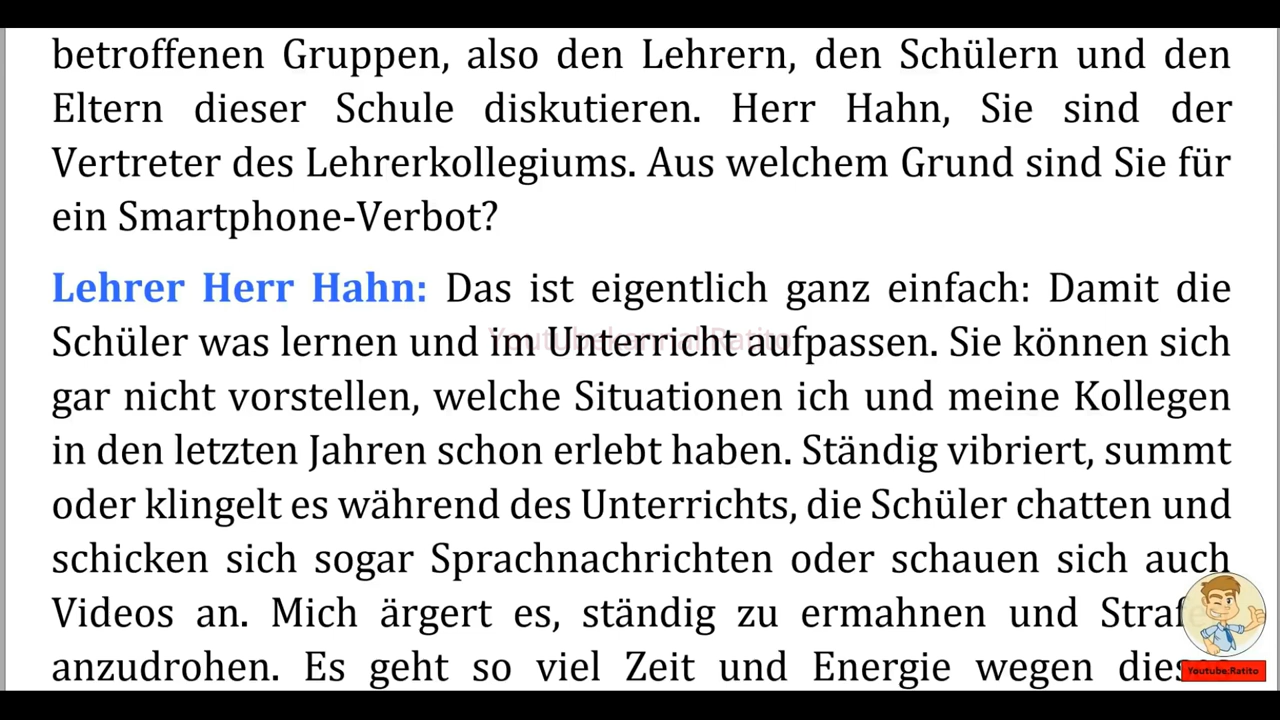 betroffenen Gruppen, also den Lehrern, den Schülern und den
Eltern dieser Schule diskutieren. Herr Hahn, Sie sind der
Vertreter des Lehrerkollegiums. Aus welchem Grund sind Sie für
ein Smartphone-Verbot?
Lehrer Herr Hahn: Das ist eigentlich ganz einfach: Damit die
Schüler was lernen und im Unterricht aufpassen. Sie können sich
gar nicht vorstellen, welche Situationen ich und meine Kollegen
in den letzten Jahren schon erlebt haben. Ständig vibriert, summt
oder klingelt es während des Unterrichts, die Schüler chatten und
schicken sich sogar Sprachnachrichten oder schauen sich auch
Videos an. Mich ärgert es, ständig zu ermahnen und
anzudrohen. Es geht so viel Zeit und Energie wegen
Youtube:Ratito